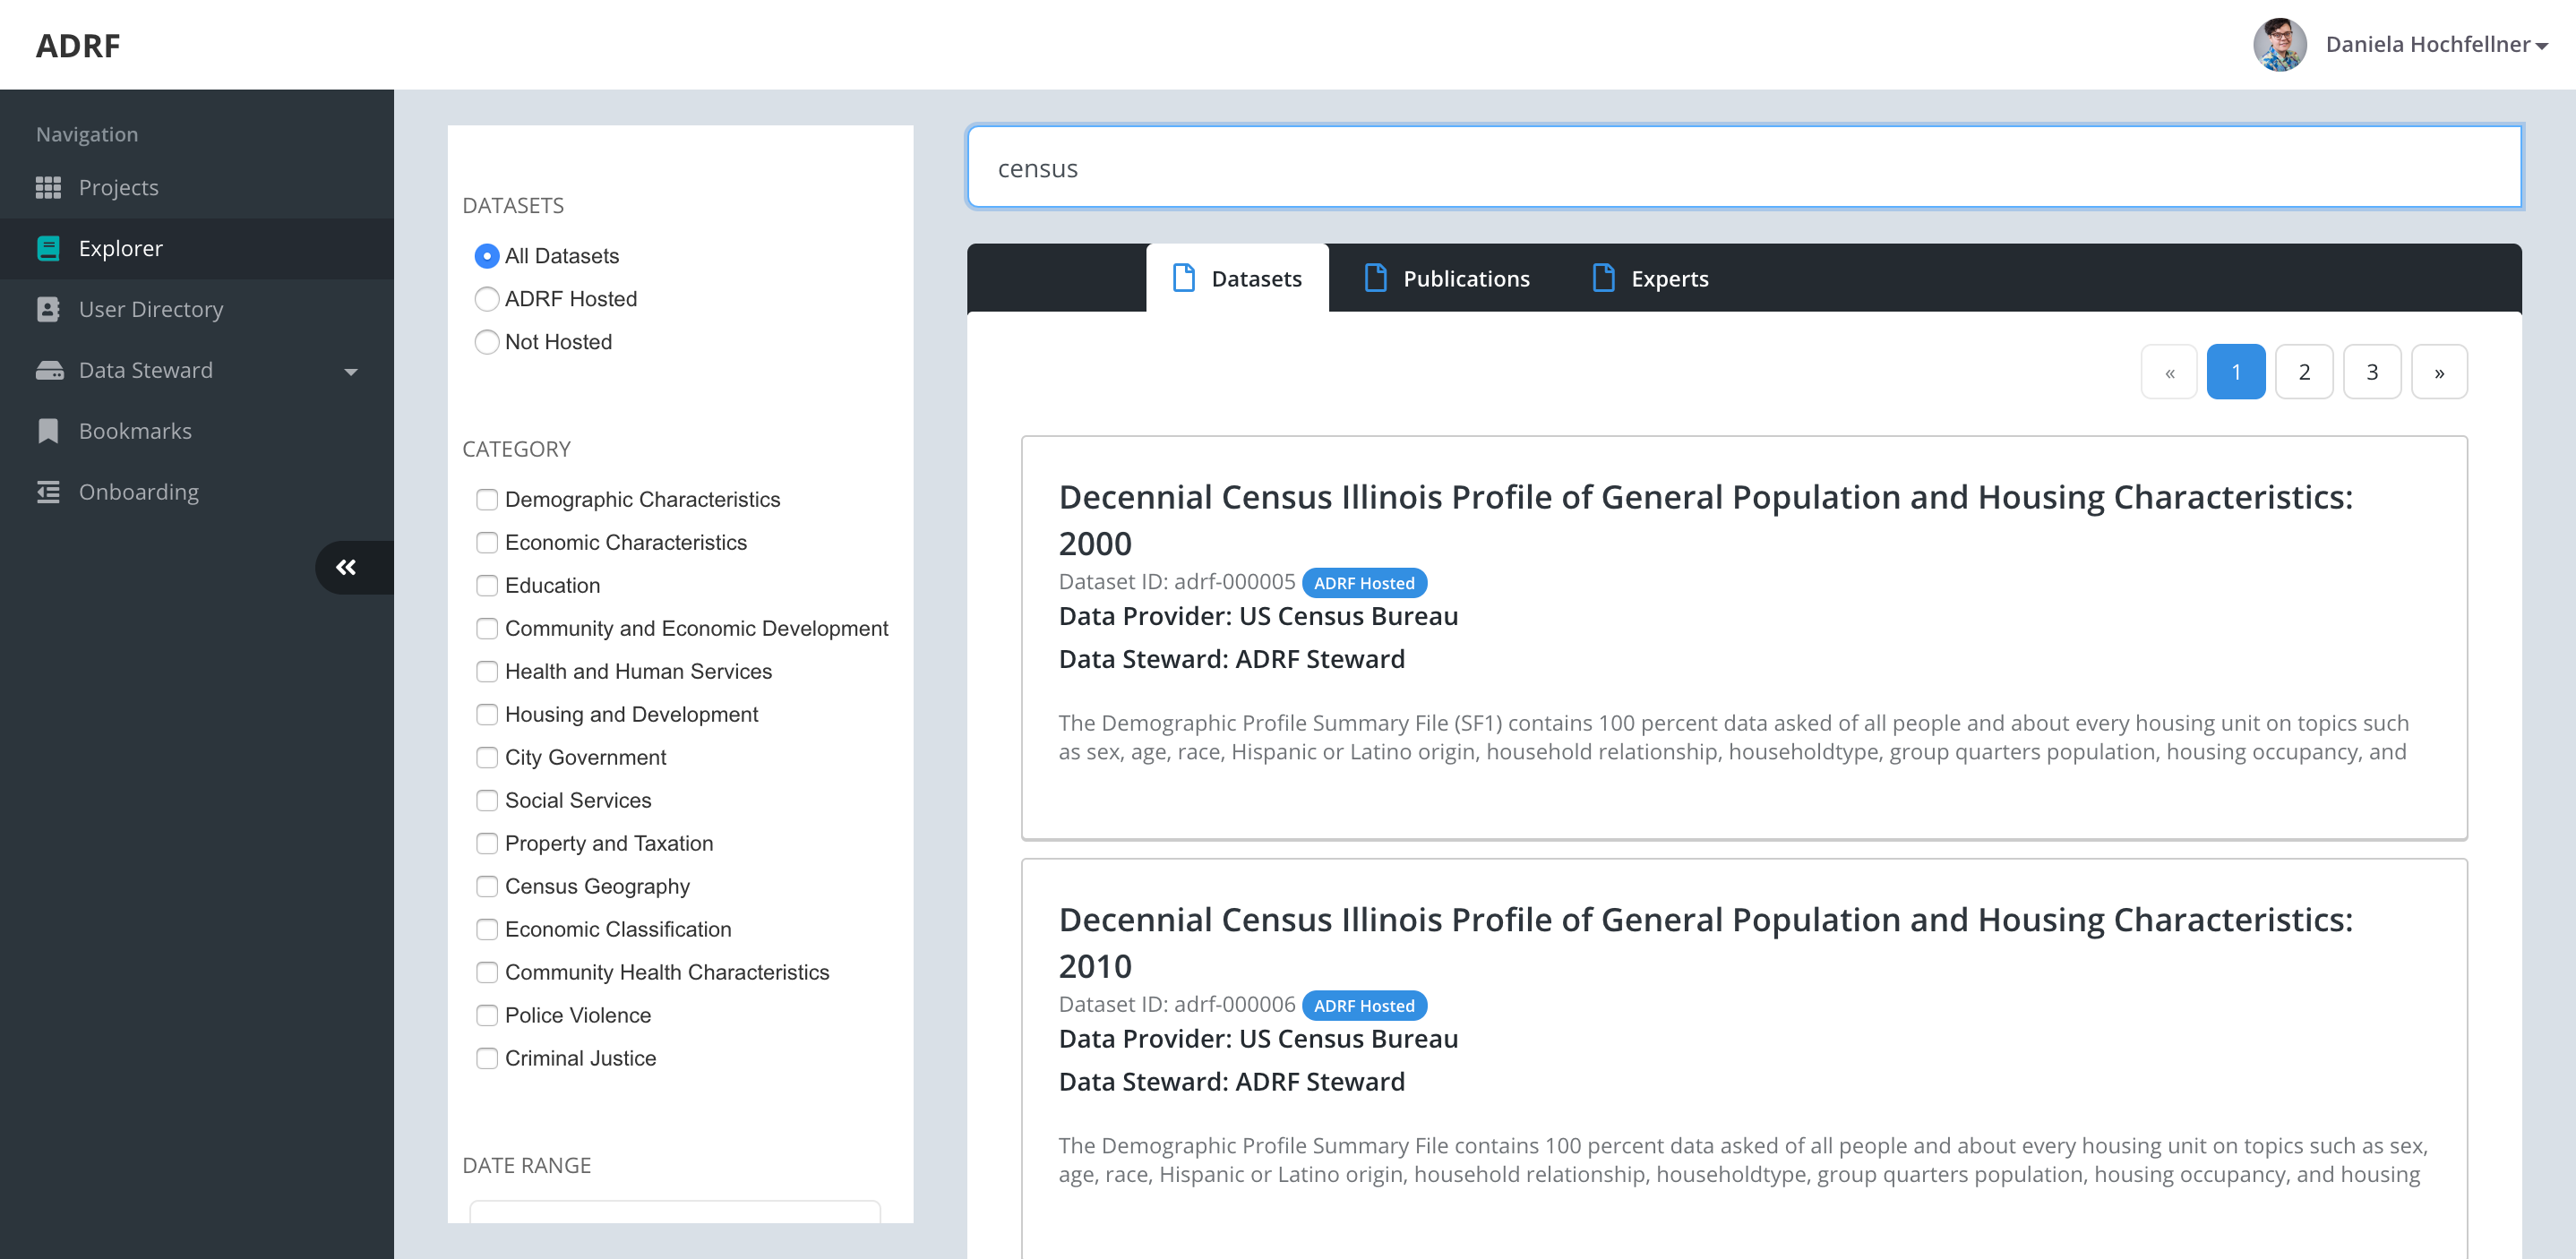 ADRF
Daniela Hochfellner
Navigation
Projects
Explorer
User Directory
Data Steward
Bookmarks
Onboarding
DATASETS
All Datasets
ADRF Hosted
Not Hosted
CATEGORY
Demographic Characteristics
Economic Characteristics
Education
Community and Economic Development
Health and Human Services
Housing and Development
City Government
Social Services
Property and Taxation
Census Geography
Economic Classification
Community Health Characteristics
Police Violence
Criminal Justice
DATE RANGE
census
Datasets Publications Experts
« 1 2 3 »
Decennial Census Illinois Profile of General Population and Housing Characteristics:
2000
Dataset ID: adrf-000005 ADRF Hosted
Data Provider: US Census Bureau
Data Steward: ADRF Steward
The Demographic Profile Summary File (SF1) contains 100 percent data asked of all people and about every housing unit on topics such
as sex, age, race, Hispanic or Latino origin, household relationship, householdtype, group quarters population, housing occupancy, and
Decennial Census Illinois Profile of General Population and Housing Characteristics:
2010
Dataset ID: adrf-000006 ADRF Hosted
Data Provider: US Census Bureau
Data Steward: ADRF Steward
The Demographic Profile Summary File contains 100 percent data asked of all people and about every housing unit on topics such as sex,
age, race, Hispanic or Latino origin, household relationship, householdtype, group quarters population, housing occupancy, and housing